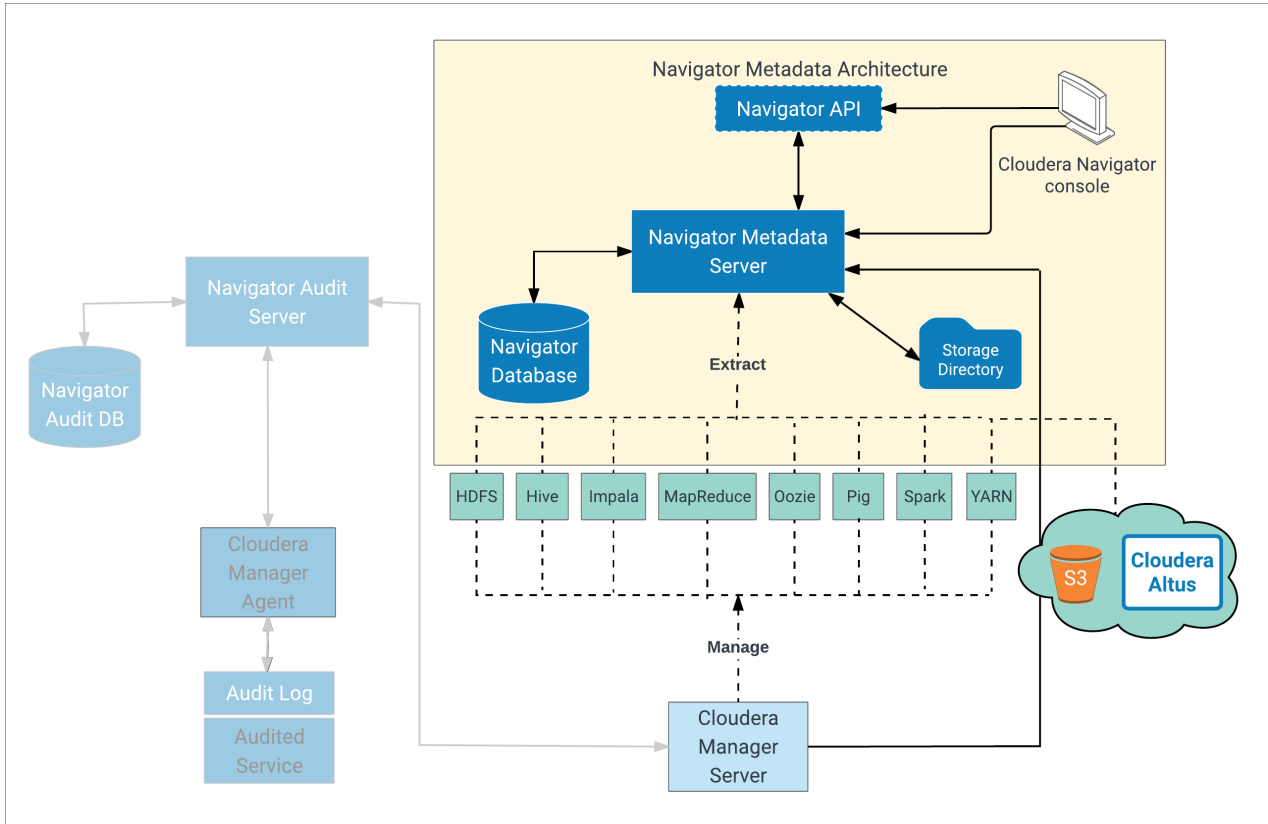 Navigator Metadata Architecture
Navigator API
Cloudera Navigator
console
Navigator Metadata
Server
Navigator Audit
Server
Navigator
Database
Storage
Directory
Extract
Navigator
Audit DB
HDFS
Hive
Impala
MapReduce
Oozie
Pig
Spark
YARN
Cloudera
Manager
Agent
S3
Cloudera
Altus
Manage
Audit Log
Audited
Service
Cloudera
Manager
Server